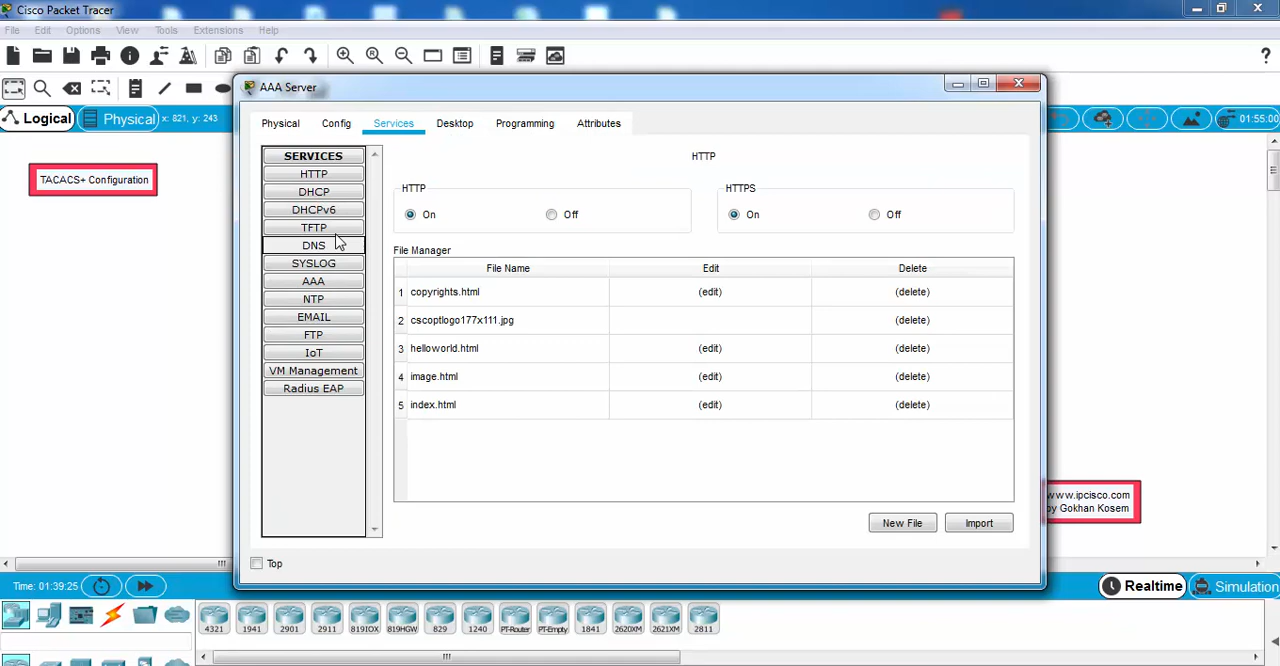 Cisco Packet Tracer
File Edit Options View Tools Extensions Help
?
AAA Server
Logical Physical x: 821, y: 243
01:55:00
Physical Config Services Desktop Programming Attributes
TACACS+ Configuration
SERVICES
HTTP
DHCP
DHCPv6
TFTP
DNS
SYSLOG
AAA
NTP
EMAIL
FTP
IoT
VM Management
Radius EAP
HTTP
HTTP
On Off
HTTPS
On Off
File Manager
File Name Edit Delete
1 copyrights.html (edit) (delete)
2 cscoptlogo177x111.jpg (delete)
3 helloworld.html (edit) (delete)
4 image.html (edit) (delete)
5 index.html (edit) (delete)
New File Import
www.ipcisco.com
by Gokhan Kosem
Top
Time: 01:39:25
Realtime Simulation
4321 1941 2901 2911 819IOX 819HGW 829 1240 PT-Router PT-Empty 1841 2620XM 2621XM 2811